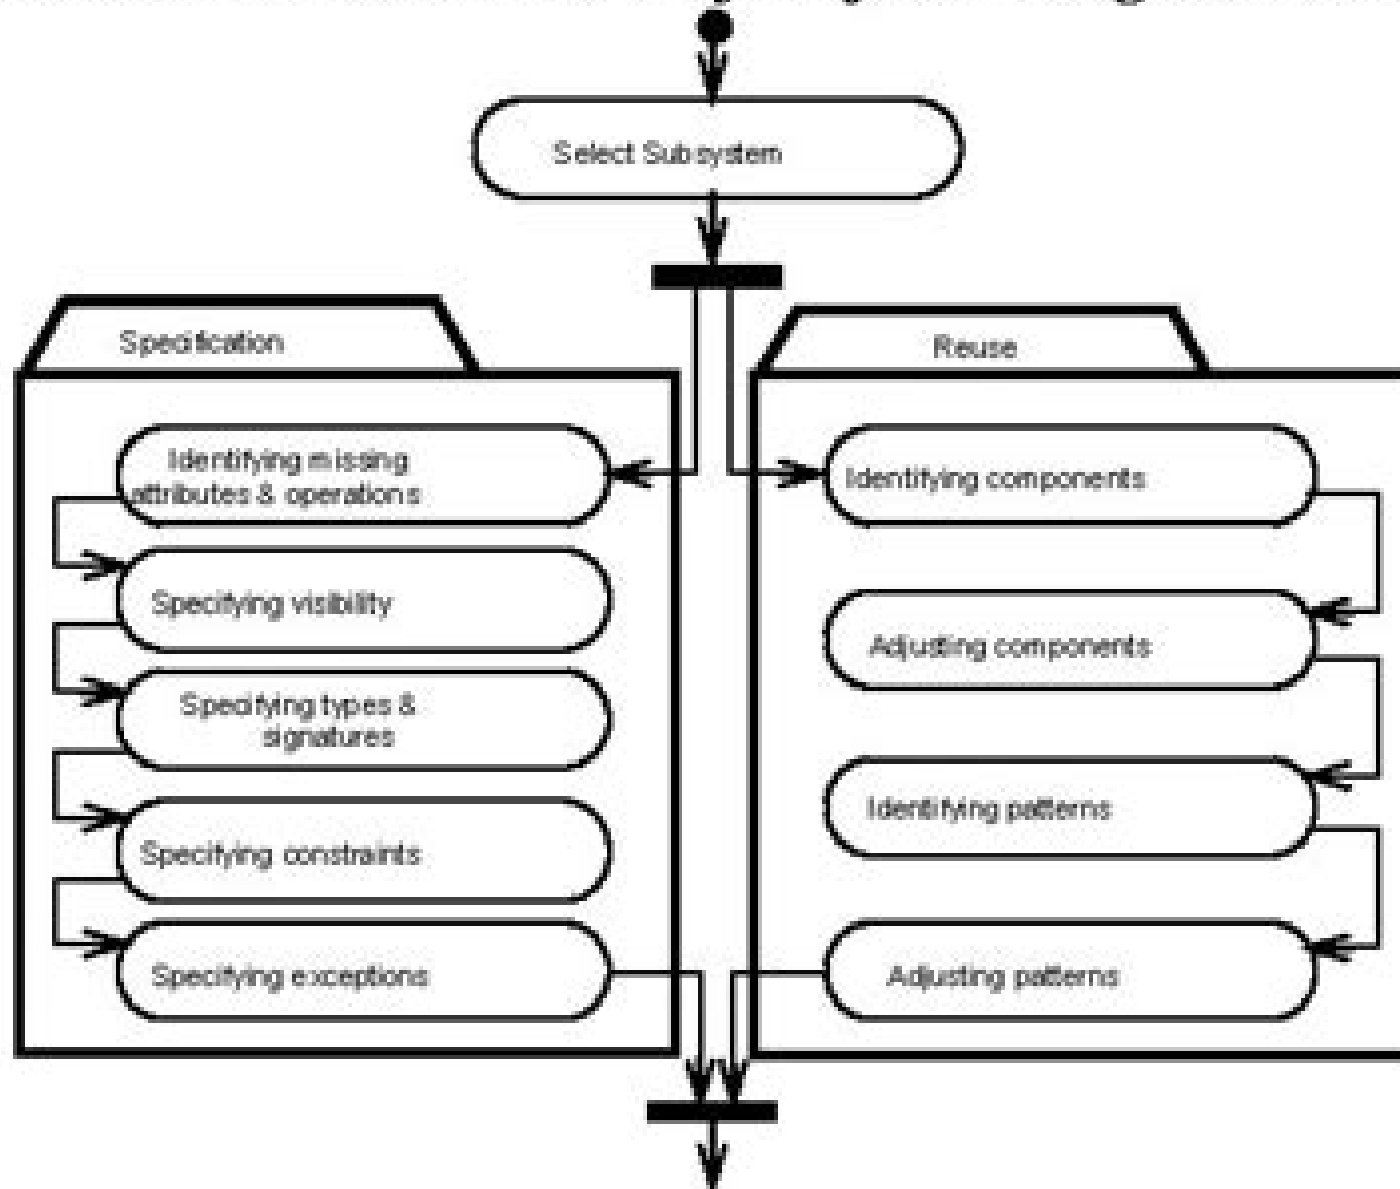 Select Subsystem
Specification
Identifying missing
attributes & operations
Specifying visibility
Specifying types &
signatures
Specifying constraints
Specifying exceptions
Reuse
Identifying components
Adjusting components
Identifying patterns
Adjusting patterns